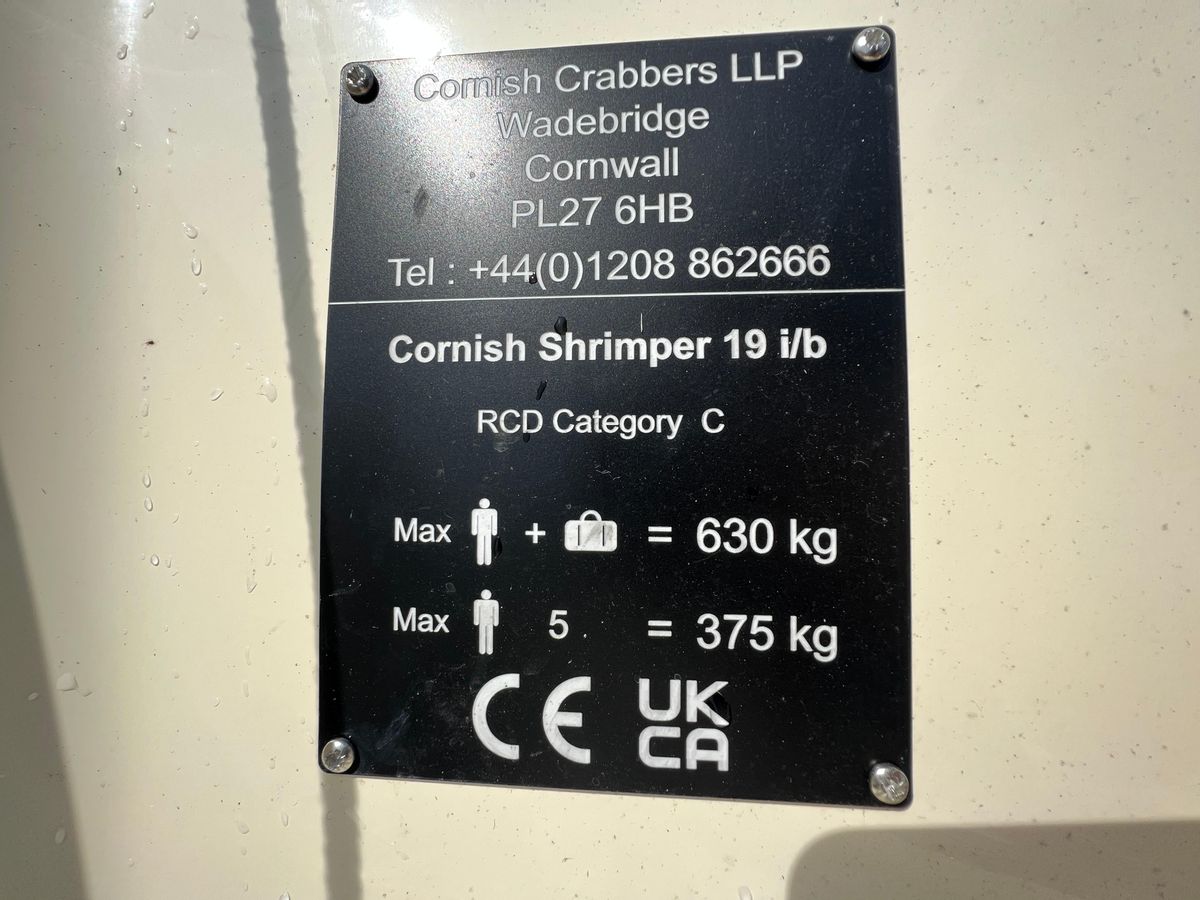 Cornish Crabbers LLP
Wadebridge
Cornwall
PL27 6HB
Tel : +44(0)1208 862666
Cornish Shrimper 19 i/b
RCD Category C
Max + = 630 kg
Max 5 = 375 kg
CE UK
CA